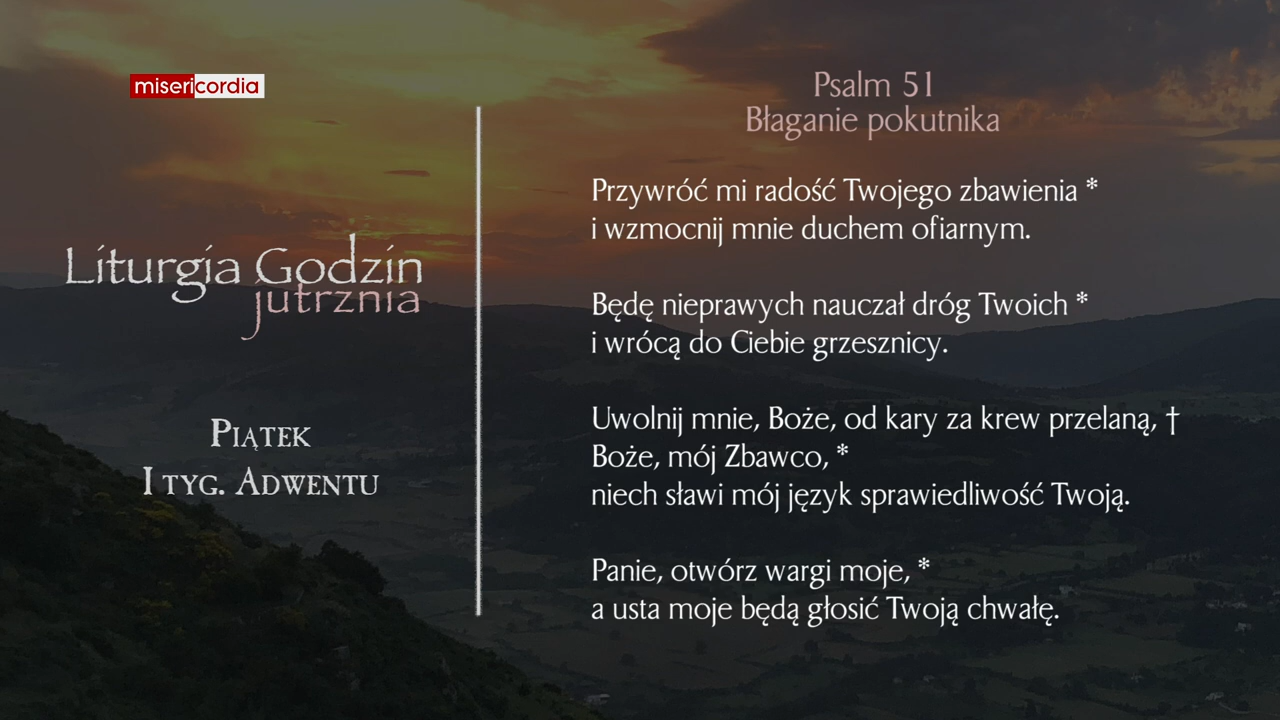 misericordia
Liturgia Godzin
jutrznia
Piątek
I tyg. Adwentu
Psalm 51
Błaganie pokutnika
Przywróć mi radość Twojego zbawienia *
i wzmocnij mnie duchem ofiarnym.
Będę nieprawych nauczał dróg Twoich *
i wrócą do Ciebie grzesznicy.
Uwolnij mnie, Boże, od kary za krew przelaną, †
Boże, mój Zbawco, *
niech sławi mój język sprawiedliwość Twoją.
Panie, otwórz wargi moje, *
a usta moje będą głosić Twoją chwałę.